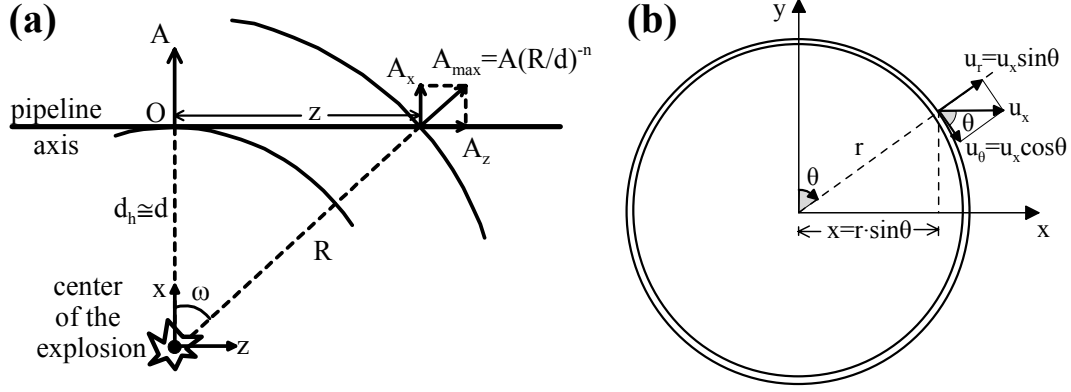 (a)
A
A_x
A_max=A(R/d)^-n
O
z
pipeline
axis
A_z
d_h≅d
R
x
ω
center
of the
explosion
z
(b)
y
u_r=u_x sinθ
u_x
θ
u_θ=u_x cosθ
r
θ
x=r·sinθ
x